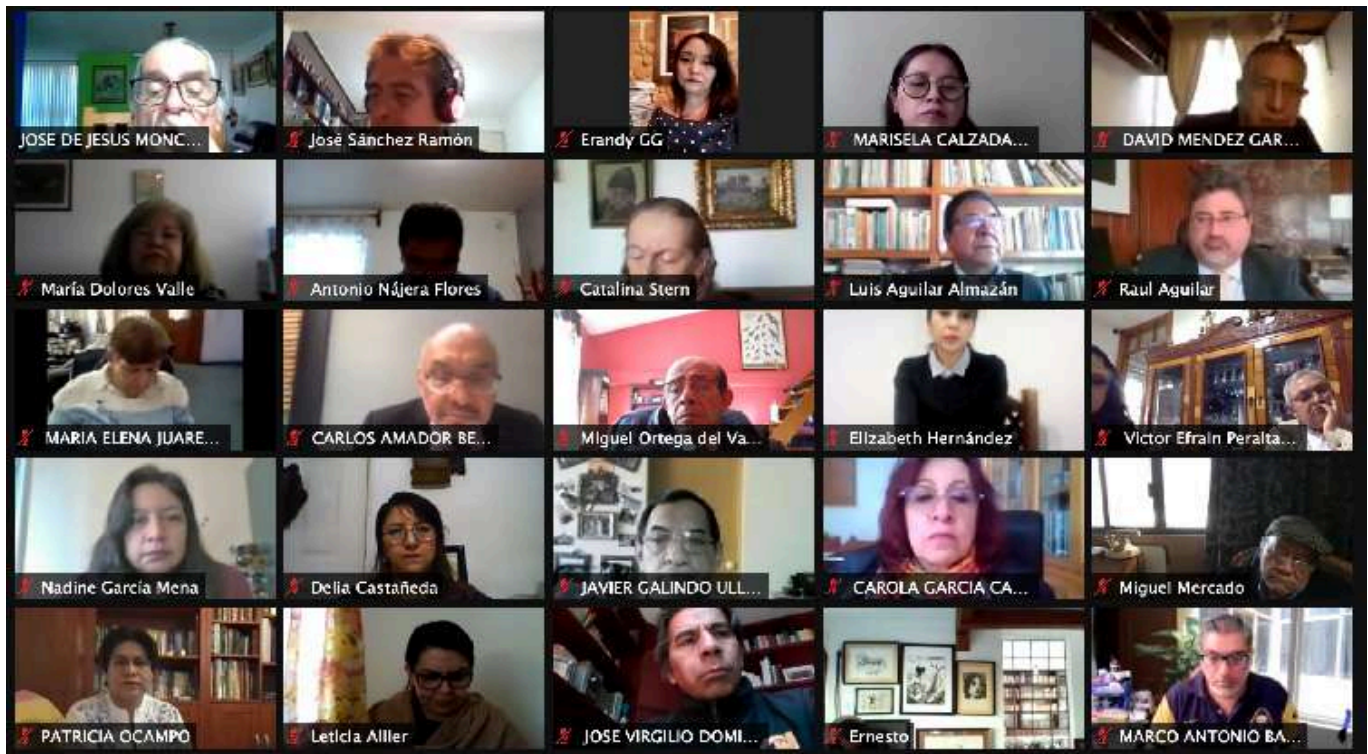 JOSE DE JESUS MONC...
José Sánchez Ramón
Erandy GG
MARISELA CALZADA...
DAVID MENDEZ GAR...
María Dolores Valle
Antonio Nájera Flores
Catalina Stern
Luis Aguilar Almazán
Raul Aguilar
MARIA ELENA JUARE...
CARLOS AMADOR BE...
Miguel Ortega del Va...
Elizabeth Hernández
Victor Efrain Peralta...
Nadine García Mena
Delia Castañeda
JAVIER GALINDO ULL...
CAROLA GARCIA CA...
Miguel Mercado
PATRICIA OCAMPO
Leticia Allier
JOSE VIRGILIO DOMI...
Ernesto
MARCO ANTONIO BA...